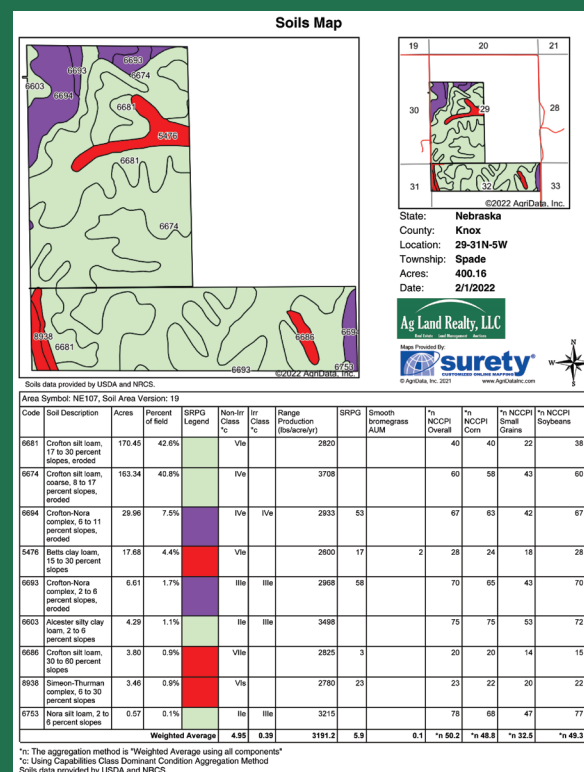 Soils Map
6693
6693
6674
6603
6694
6681
5476
6681
6674
8938
6681
6686
669
6693
6753
©2022 AgriData, Inc.
19
20
21
30
29
28
31
32
33
©2022 AgriData, Inc.
State: Nebraska
County: Knox
Location: 29-31N-5W
Township: Spade
Acres: 400.16
Date: 2/1/2022
Ag Land Realty, LLC
Real Estate Land Management Auctions
Maps Provided By:
surety®
CUSTOMIZED ONLINE MAPPING
© AgriData, Inc. 2021 www.AgriDataInc.com
N
W E
S
Soils data provided by USDA and NRCS.
Area Symbol: NE107, Soil Area Version: 19
Code Soil Description Acres Percent of field SRPG Legend Non-Irr Class *c Irr Class *c Range Production (lbs/acre/yr) SRPG Smooth bromegrass AUM *n NCCPI Overall *n NCCPI Corn *n NCCPI Small Grains *n NCCPI Soybeans
6681 Crofton silt loam, 17 to 30 percent slopes, eroded 170.45 42.6% VIe 2820 40 40 22 38
6674 Crofton silt loam, coarse, 8 to 17 percent slopes, eroded 163.34 40.8% IVe 3708 60 58 43 60
6694 Crofton-Nora complex, 6 to 11 percent slopes, eroded 29.96 7.5% IVe IVe 2933 53 67 63 42 67
5476 Betts clay loam, 15 to 30 percent slopes 17.68 4.4% VIe 2600 17 2 28 24 18 28
6693 Crofton-Nora complex, 2 to 6 percent slopes, eroded 6.61 1.7% IIIe IIIe 2968 58 70 65 43 70
6603 Alcester silty clay loam, 2 to 6 percent slopes 4.29 1.1% IIe IIIe 3498 75 75 53 72
6686 Crofton silt loam, 30 to 60 percent slopes 3.80 0.9% VIIe 2825 3 20 20 14 15
8938 Simeon-Thurman complex, 6 to 30 percent slopes 3.46 0.9% VIs 2780 23 23 22 20 22
6753 Nora silt loam, 2 to 6 percent slopes 0.57 0.1% IIe IIIe 3215 78 68 47 77
Weighted Average 4.95 0.39 3191.2 5.9 0.1 *n 50.2 *n 48.8 *n 32.5 *n 49.3
*n: The aggregation method is "Weighted Average using all components"
*c: Using Capabilities Class Dominant Condition Aggregation Method
Soils data provided by USDA and NRCS.